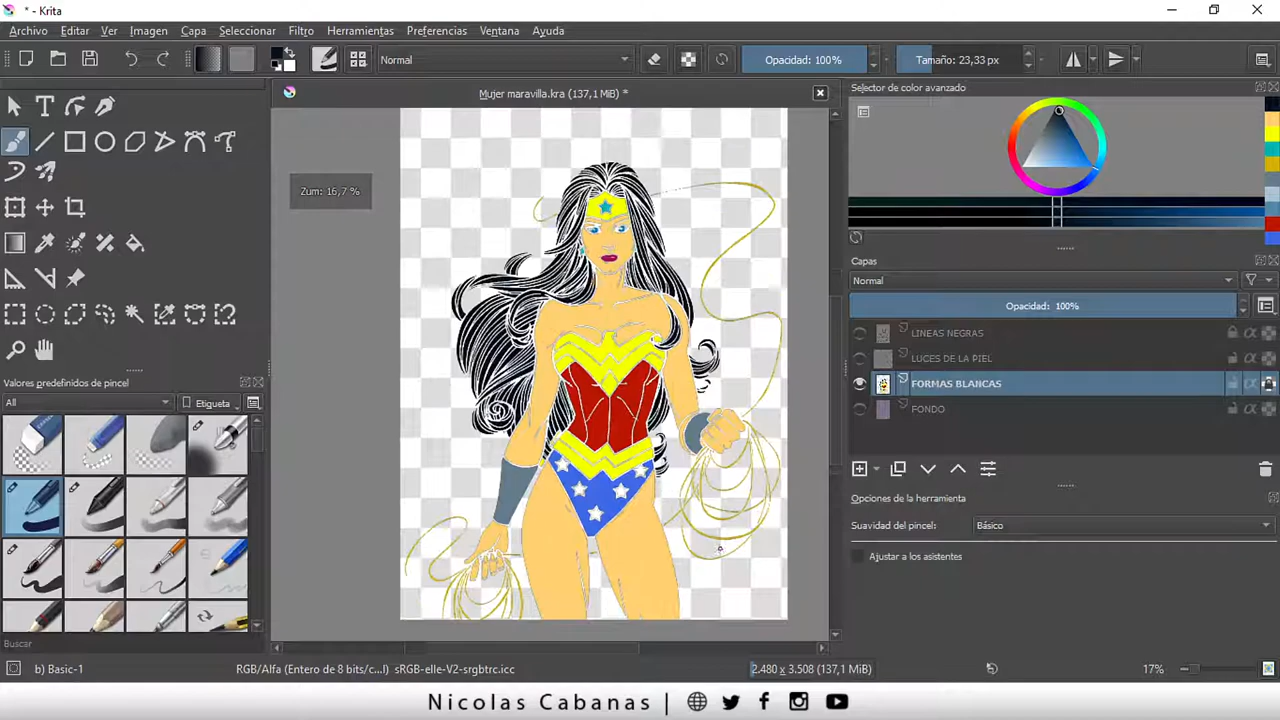 * - Krita
Archivo Editar Ver Imagen Capa Seleccionar Filtro Herramientas Preferencias Ventana Ayuda
Normal Opacidad: 100% Tamaño: 23,33 px
Mujer maravilla.kra (137,1 MiB) *
Selector de color avanzado
Zum: 16,7 %
Capas
Normal
Opacidad: 100%
LINEAS NEGRAS
LUCES DE LA PIEL
FORMAS BLANCAS
FONDO
Valores predefinidos de pincel
All Etiqueta
Opciones de la herramienta
Suavidad del pincel: Básico
Ajustar a los asistentes
Buscar
b) Basic-1 RGB/Alfa (Entero de 8 bits/c...l) sRGB-elle-V2-srgbtrc.icc 2.480 x 3.508 (137,1 MiB) 17%
Nicolas Cabanas |